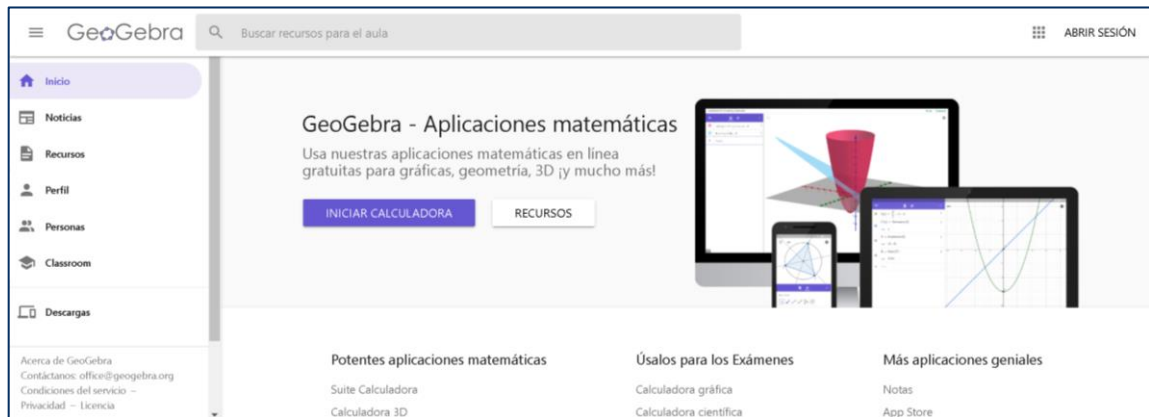 GeoGebra
Buscar recursos para el aula
ABRIR SESIÓN
Inicio
Noticias
Recursos
Perfil
Personas
Classroom
Descargas
Acerca de GeoGebra
Contáctanos: office@geogebra.org
Condiciones del servicio –
Privacidad – Licencia
GeoGebra - Aplicaciones matemáticas
Usa nuestras aplicaciones matemáticas en línea
gratuitas para gráficas, geometría, 3D ¡y mucho más!
INICIAR CALCULADORA
RECURSOS
Potentes aplicaciones matemáticas
Suite Calculadora
Calculadora 3D
Úsalos para los Exámenes
Calculadora gráfica
Calculadora científica
Más aplicaciones geniales
Notas
App Store